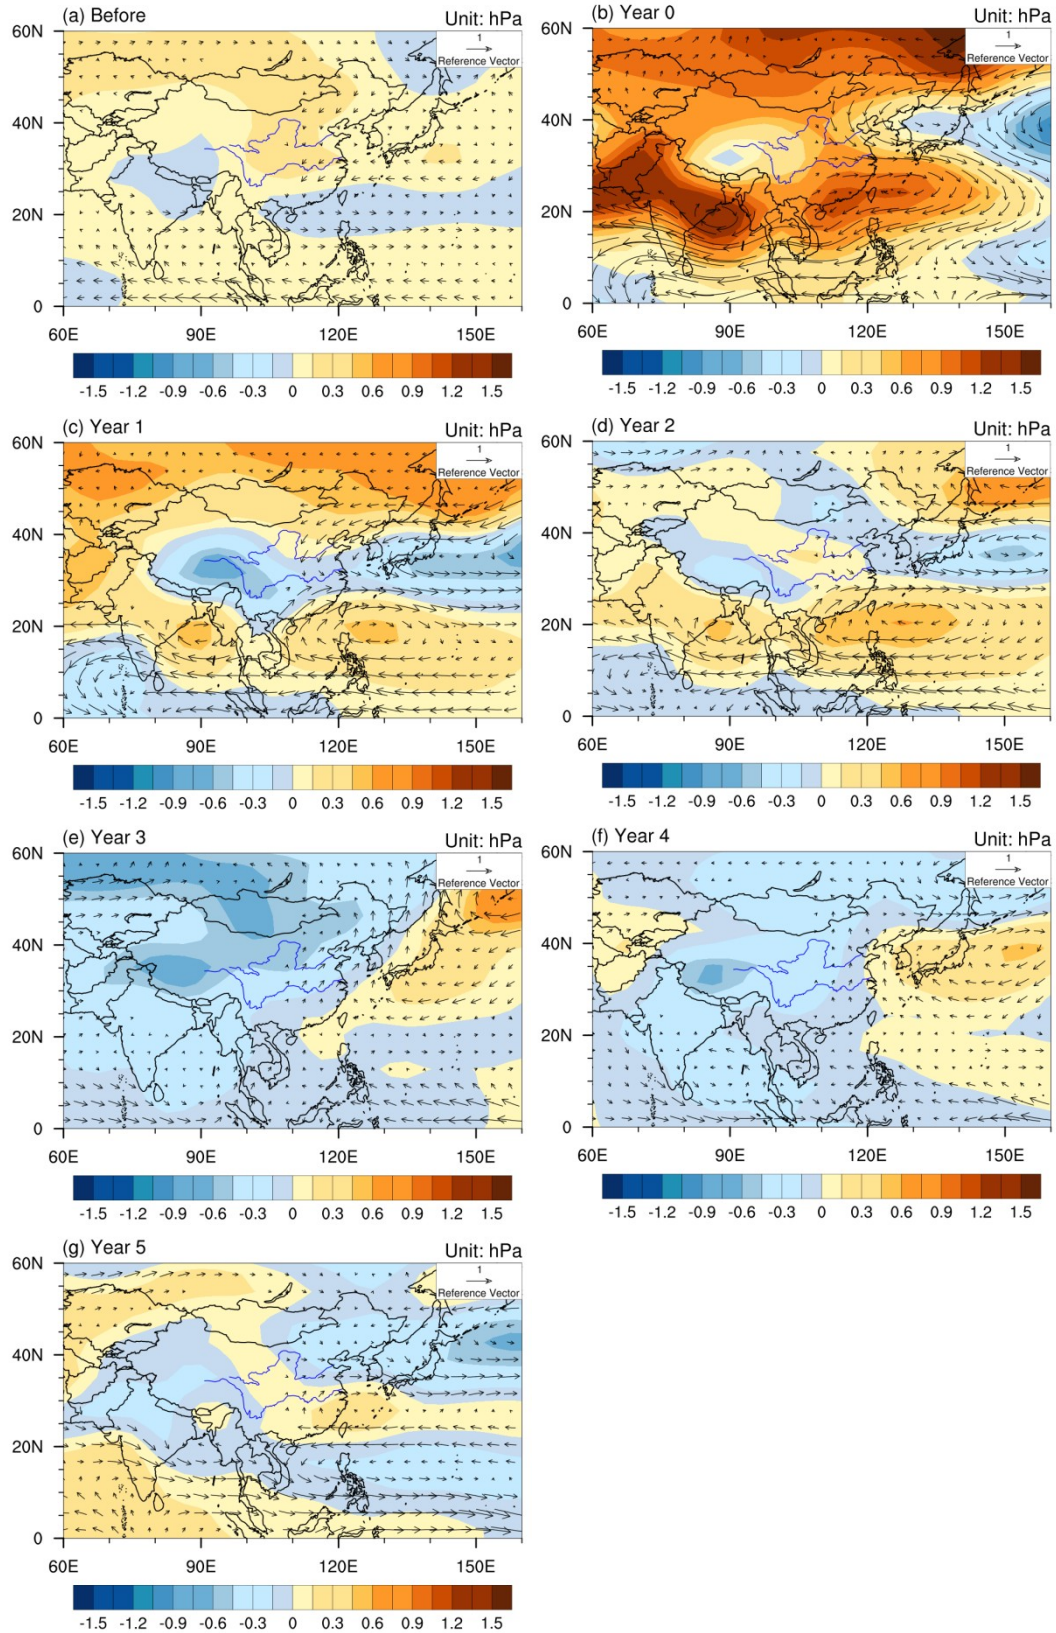 (a) Before Unit: hPa
1
Reference Vector
60N
40N
20N
0
60E 90E 120E 150E
-1.5 -1.2 -0.9 -0.6 -0.3 0 0.3 0.6 0.9 1.2 1.5
(b) Year 0 Unit: hPa
1
Reference Vector
60N
40N
20N
0
60E 90E 120E 150E
-1.5 -1.2 -0.9 -0.6 -0.3 0 0.3 0.6 0.9 1.2 1.5
(c) Year 1 Unit: hPa
1
Reference Vector
60N
40N
20N
0
60E 90E 120E 150E
-1.5 -1.2 -0.9 -0.6 -0.3 0 0.3 0.6 0.9 1.2 1.5
(d) Year 2 Unit: hPa
1
Reference Vector
60N
40N
20N
0
60E 90E 120E 150E
-1.5 -1.2 -0.9 -0.6 -0.3 0 0.3 0.6 0.9 1.2 1.5
(e) Year 3 Unit: hPa
1
Reference Vector
60N
40N
20N
0
60E 90E 120E 150E
-1.5 -1.2 -0.9 -0.6 -0.3 0 0.3 0.6 0.9 1.2 1.5
(f) Year 4 Unit: hPa
1
Reference Vector
60N
40N
20N
0
60E 90E 120E 150E
-1.5 -1.2 -0.9 -0.6 -0.3 0 0.3 0.6 0.9 1.2 1.5
(g) Year 5 Unit: hPa
1
Reference Vector
60N
40N
20N
0
60E 90E 120E 150E
-1.5 -1.2 -0.9 -0.6 -0.3 0 0.3 0.6 0.9 1.2 1.5